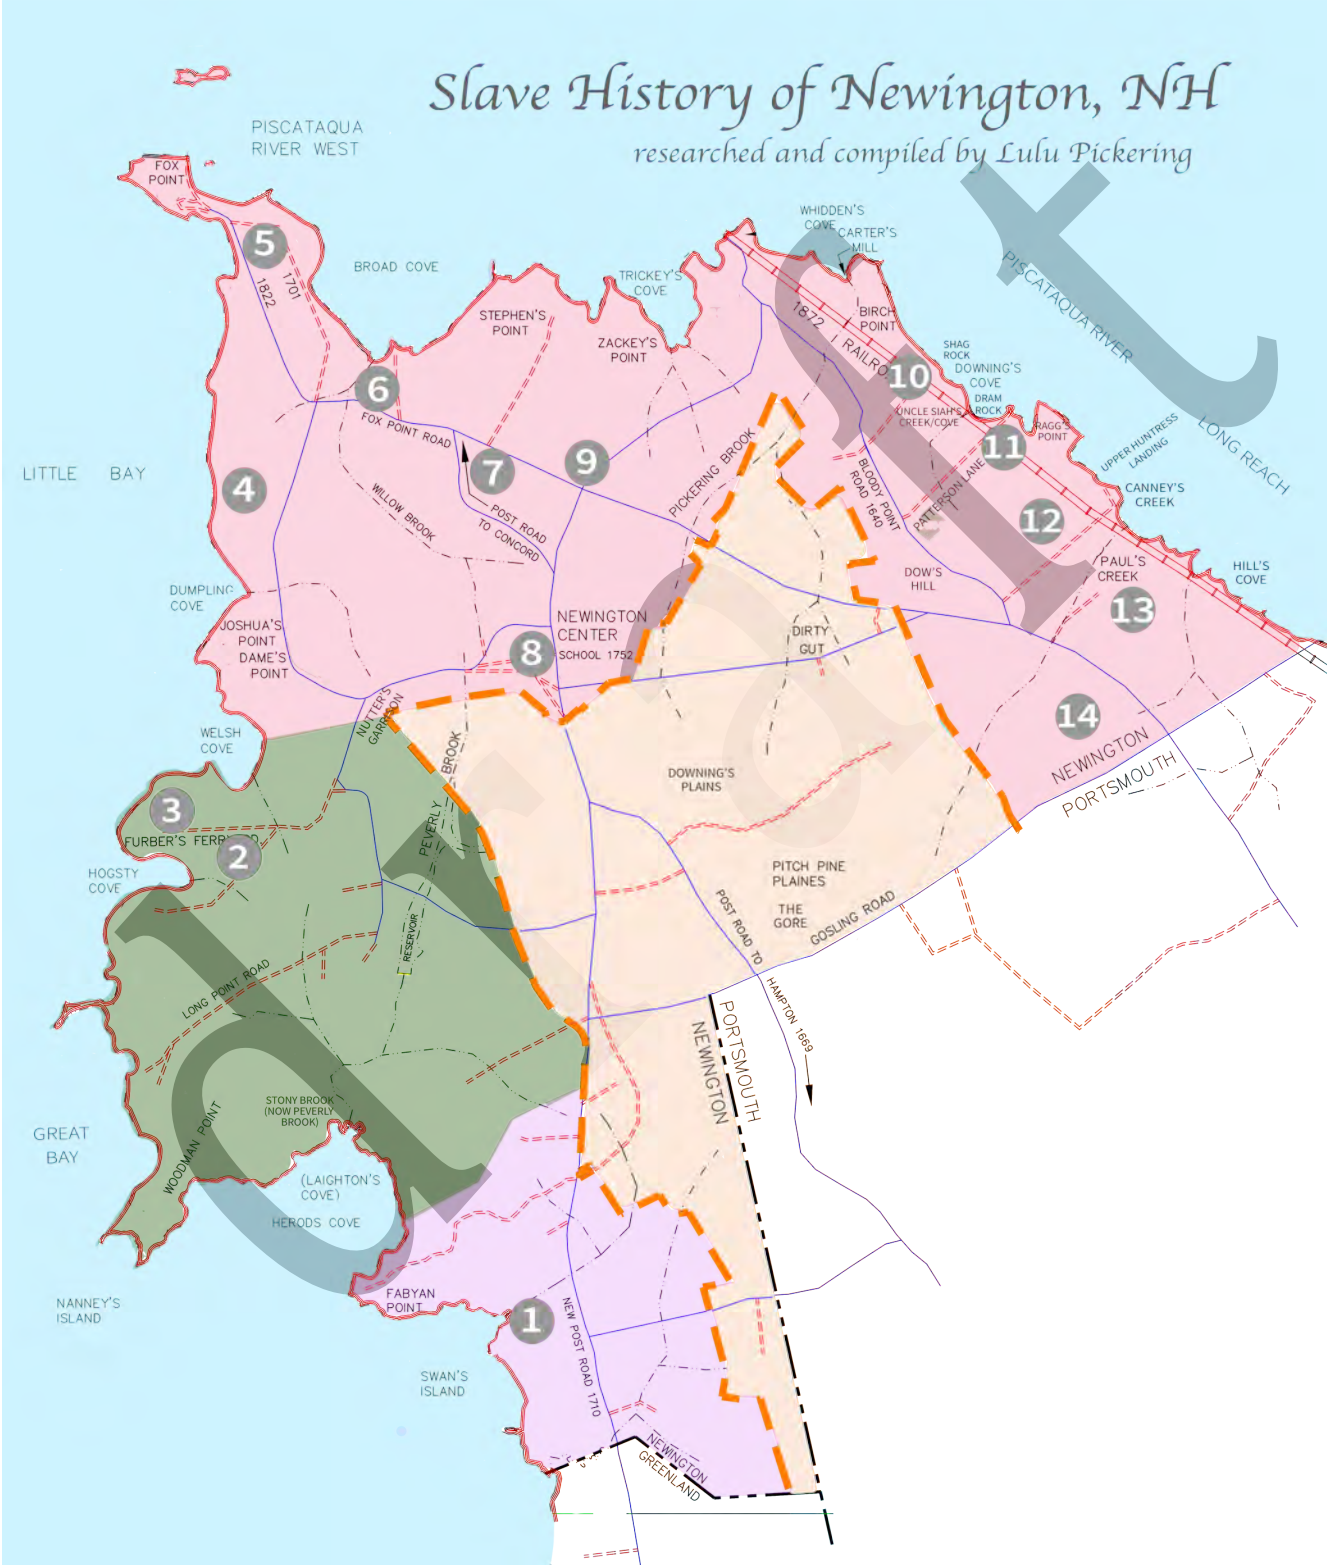 Slave History of Newington, NH
researched and compiled by Lulu Pickering
draft
PISCATAQUA
RIVER WEST
FOX
POINT
5
1701
1822
BROAD COVE
STEPHEN'S
POINT
ZACKEY'S
POINT
TRICKEY'S
COVE
WHIDDEN'S
COVE
CARTER'S
MILL
PISCATAQUA RIVER
1872 RAILRO
BIRCH
POINT
SHAG
ROCK
DOWNING'S
COVE
DRAM
ROCK
10
UNCLE SIAH'S
CREEK/COVE
11
RAGG'S
POINT
UPPER HUNTRESS
LANDING
LONG REACH
CANNEY'S
CREEK
6
FOX POINT ROAD
7
9
POST ROAD
TO CONCORD
PICKERING BROOK
BLOODY POINT
ROAD 1640
PATTERSON LANE
12
LITTLE BAY
4
WILLOW BROOK
DOW'S
HILL
PAUL'S
CREEK
HILL'S
COVE
13
DUMPLING
COVE
JOSHUA'S
POINT
DAME'S
POINT
NEWINGTON
CENTER
SCHOOL 1752
8
DIRTY
GUT
14
NEWINGTON
PORTSMOUTH
NUTTER'S
GARRISON
WELSH
COVE
PEVERLY BROOK
DOWNING'S
PLAINS
3
FURBER'S FERR
2
HOGSTY
COVE
PITCH PINE
PLAINES
THE
GORE
GOSLING ROAD
POST ROAD TO
HAMPTON 1669
RESERVOIR
LONG POINT ROAD
PORTSMOUTH
NEWINGTON
STONY BROOK
(NOW PEVERLY
BROOK)
GREAT
BAY
WOODMAN POINT
(LAIGHTON'S
COVE)
HERODS COVE
NANNEY'S
ISLAND
FABYAN
POINT
1
NEW POST ROAD 1710
SWAN'S
ISLAND
NEWINGTON
GREENLAND